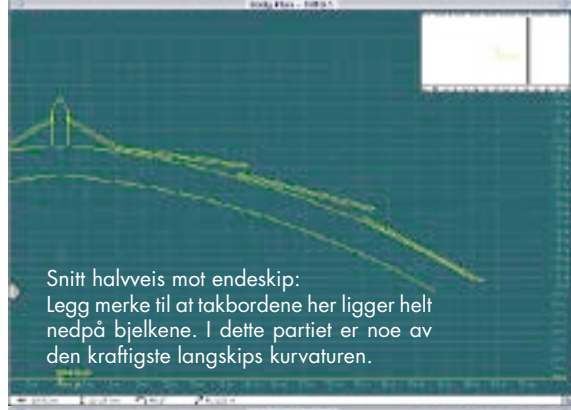 Snitt halvveis mot endeskip:
Legg merke til at takbordene her ligger helt
nedpå bjelkene. I dette partiet er noe av
den kraftigste langskips kurvaturen.